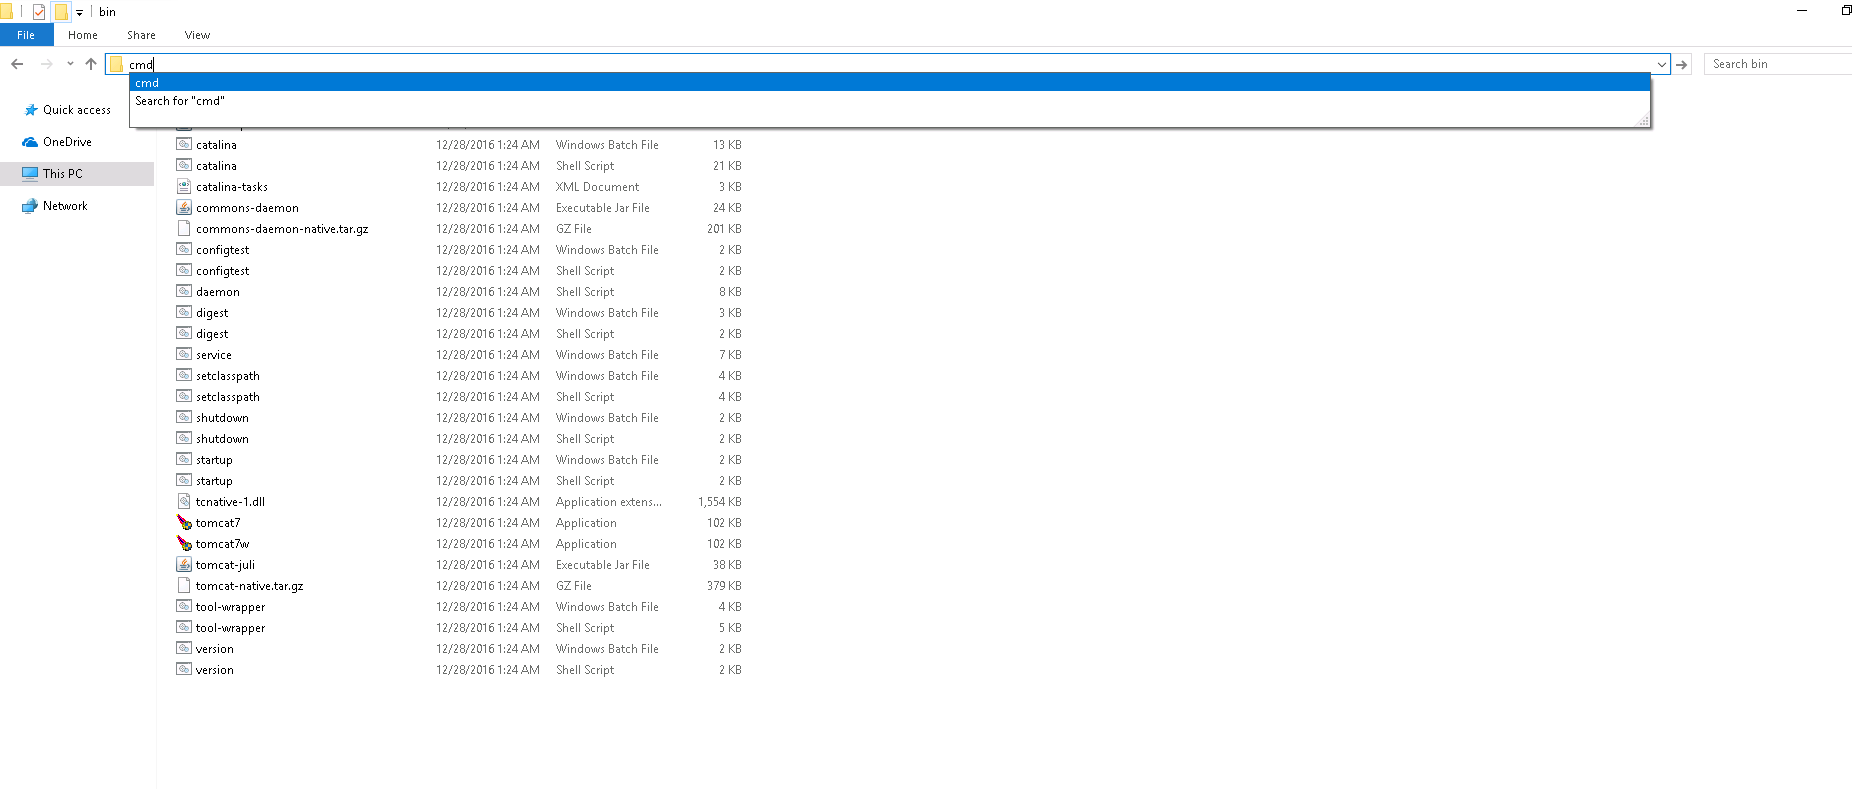 bin
File Home Share View
cmd Search bin
cmd
Search for "cmd"
Quick access
OneDrive
This PC
Network
catalina 12/28/2016 1:24 AM Windows Batch File 13 KB
catalina 12/28/2016 1:24 AM Shell Script 21 KB
catalina-tasks 12/28/2016 1:24 AM XML Document 3 KB
commons-daemon 12/28/2016 1:24 AM Executable Jar File 24 KB
commons-daemon-native.tar.gz 12/28/2016 1:24 AM GZ File 201 KB
configtest 12/28/2016 1:24 AM Windows Batch File 2 KB
configtest 12/28/2016 1:24 AM Shell Script 2 KB
daemon 12/28/2016 1:24 AM Shell Script 8 KB
digest 12/28/2016 1:24 AM Windows Batch File 3 KB
digest 12/28/2016 1:24 AM Shell Script 2 KB
service 12/28/2016 1:24 AM Windows Batch File 7 KB
setclasspath 12/28/2016 1:24 AM Windows Batch File 4 KB
setclasspath 12/28/2016 1:24 AM Shell Script 4 KB
shutdown 12/28/2016 1:24 AM Windows Batch File 2 KB
shutdown 12/28/2016 1:24 AM Shell Script 2 KB
startup 12/28/2016 1:24 AM Windows Batch File 2 KB
startup 12/28/2016 1:24 AM Shell Script 2 KB
tcnative-1.dll 12/28/2016 1:24 AM Application extens... 1,554 KB
tomcat7 12/28/2016 1:24 AM Application 102 KB
tomcat7w 12/28/2016 1:24 AM Application 102 KB
tomcat-juli 12/28/2016 1:24 AM Executable Jar File 38 KB
tomcat-native.tar.gz 12/28/2016 1:24 AM GZ File 379 KB
tool-wrapper 12/28/2016 1:24 AM Windows Batch File 4 KB
tool-wrapper 12/28/2016 1:24 AM Shell Script 5 KB
version 12/28/2016 1:24 AM Windows Batch File 2 KB
version 12/28/2016 1:24 AM Shell Script 2 KB